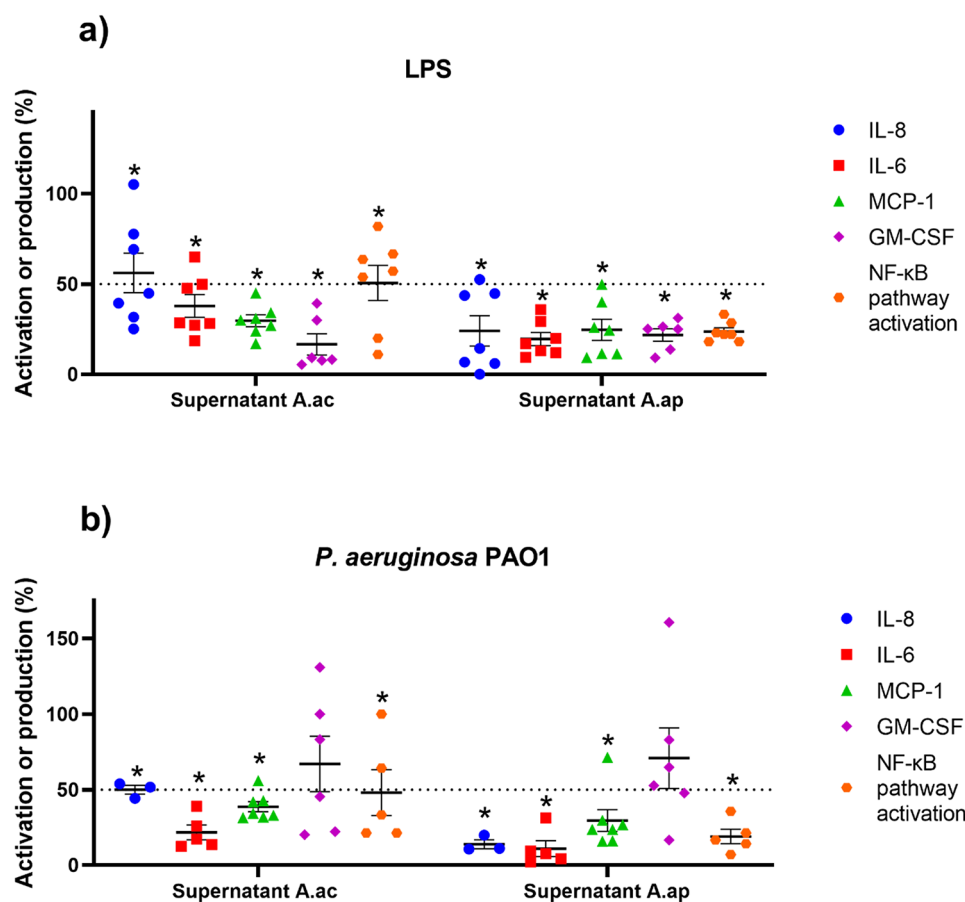 a)
LPS
Activation or production (%)
100
50
0
* * * * * * * * * *
Supernatant A.ac
Supernatant A.ap
IL-8
IL-6
MCP-1
GM-CSF
NF-κB
pathway
activation
b)
P. aeruginosa PAO1
Activation or production (%)
150
100
50
0
* * * * * * * *
Supernatant A.ac
Supernatant A.ap
IL-8
IL-6
MCP-1
GM-CSF
NF-κB
pathway
activation